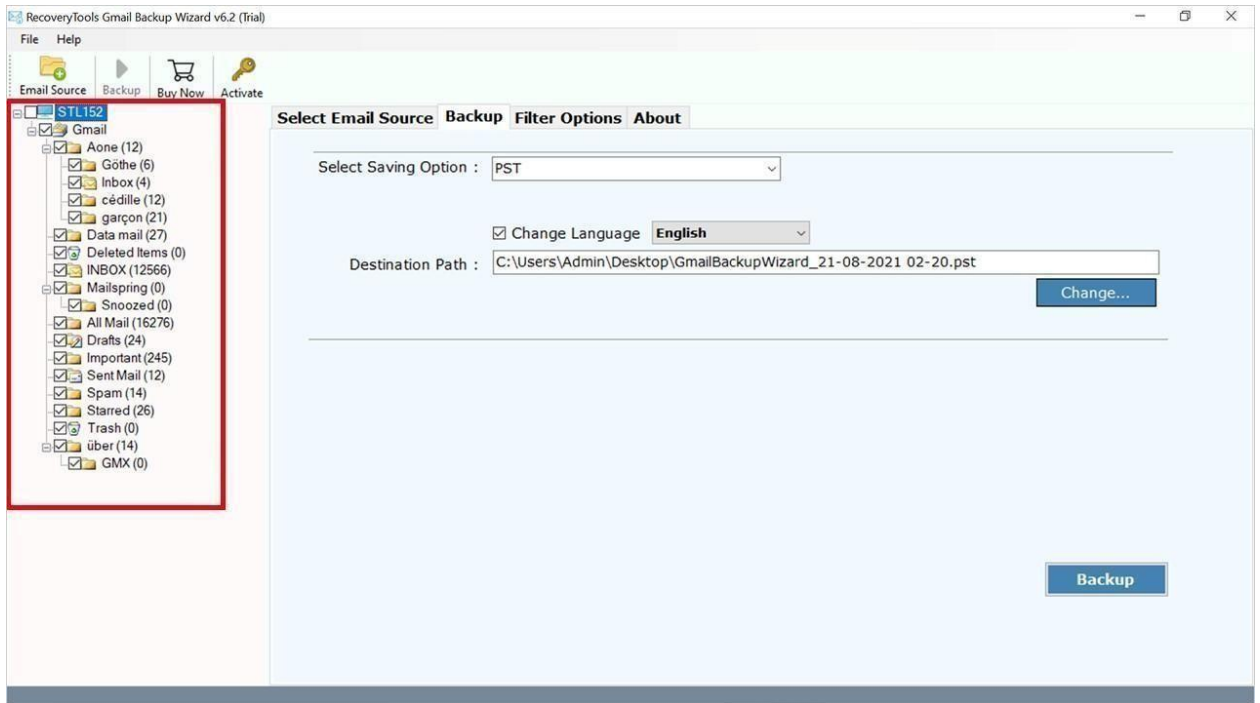 RecoveryTools Gmail Backup Wizard v6.2 (Trial)
File Help
Email Source Backup Buy Now Activate
STL152
Gmail
Aone (12)
Göthe (6)
Inbox (4)
cédille (12)
garçon (21)
Data mail (27)
Deleted Items (0)
INBOX (12566)
Mailspring (0)
Snoozed (0)
All Mail (16276)
Drafts (24)
Important (245)
Sent Mail (12)
Spam (14)
Starred (26)
Trash (0)
über (14)
GMX (0)
Select Email Source Backup Filter Options About
Select Saving Option : PST
Change Language English
Destination Path : C:\Users\Admin\Desktop\GmailBackupWizard_21-08-2021 02-20.pst
Change...
Backup